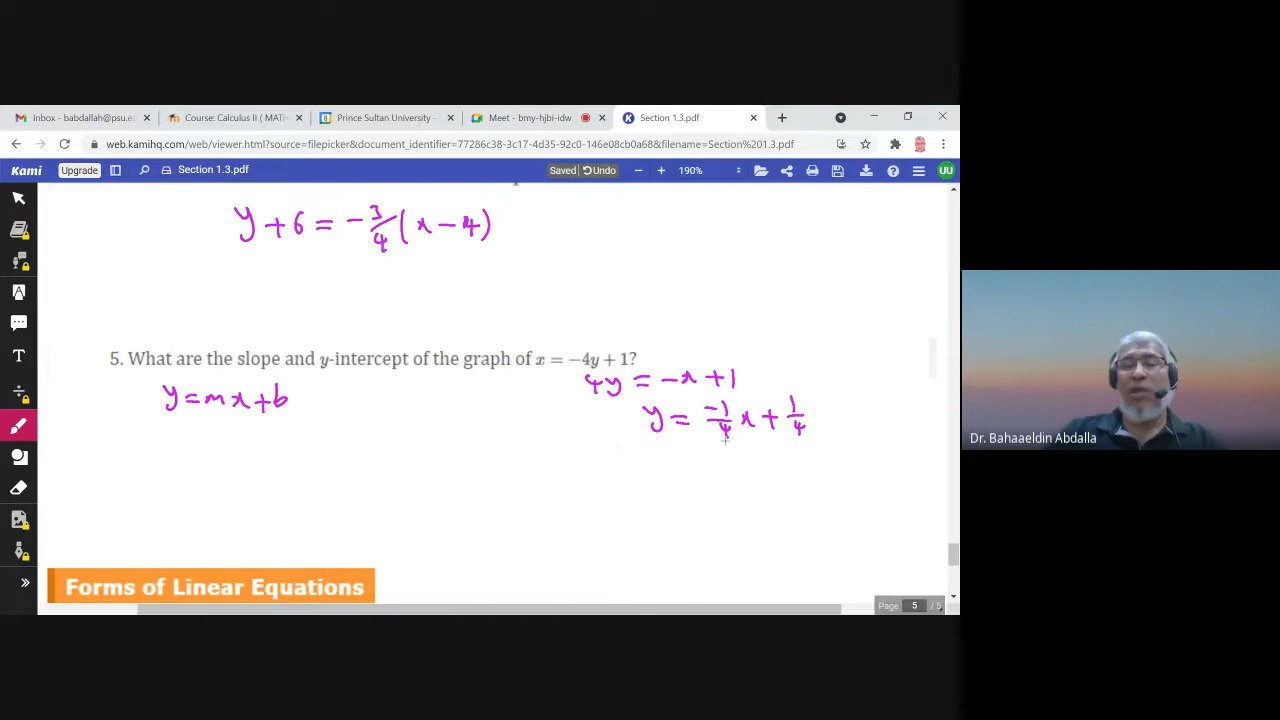 Inbox - babdallah@psu.e
Course: Calculus II (MATH
Prince Sultan University -
Meet - bmy-hjbi-idw
Section 1.3.pdf
web.kamihq.com/web/viewer.html?source=filepicker&document_identifier=77286c38-3c17-4d35-92c0-146e08cb0a68&filename=Section%201.3.pdf
Kami Upgrade Section 1.3.pdf Saved Undo 190% UU
y + 6 = -3/4 (x - 4)
5. What are the slope and y-intercept of the graph of x = −4y + 1?
4y = -x + 1
y = mx + b
y = -1/4 x + 1/4
Dr. Bahaaeldin Abdalla
Forms of Linear Equations
Page 5 / 5